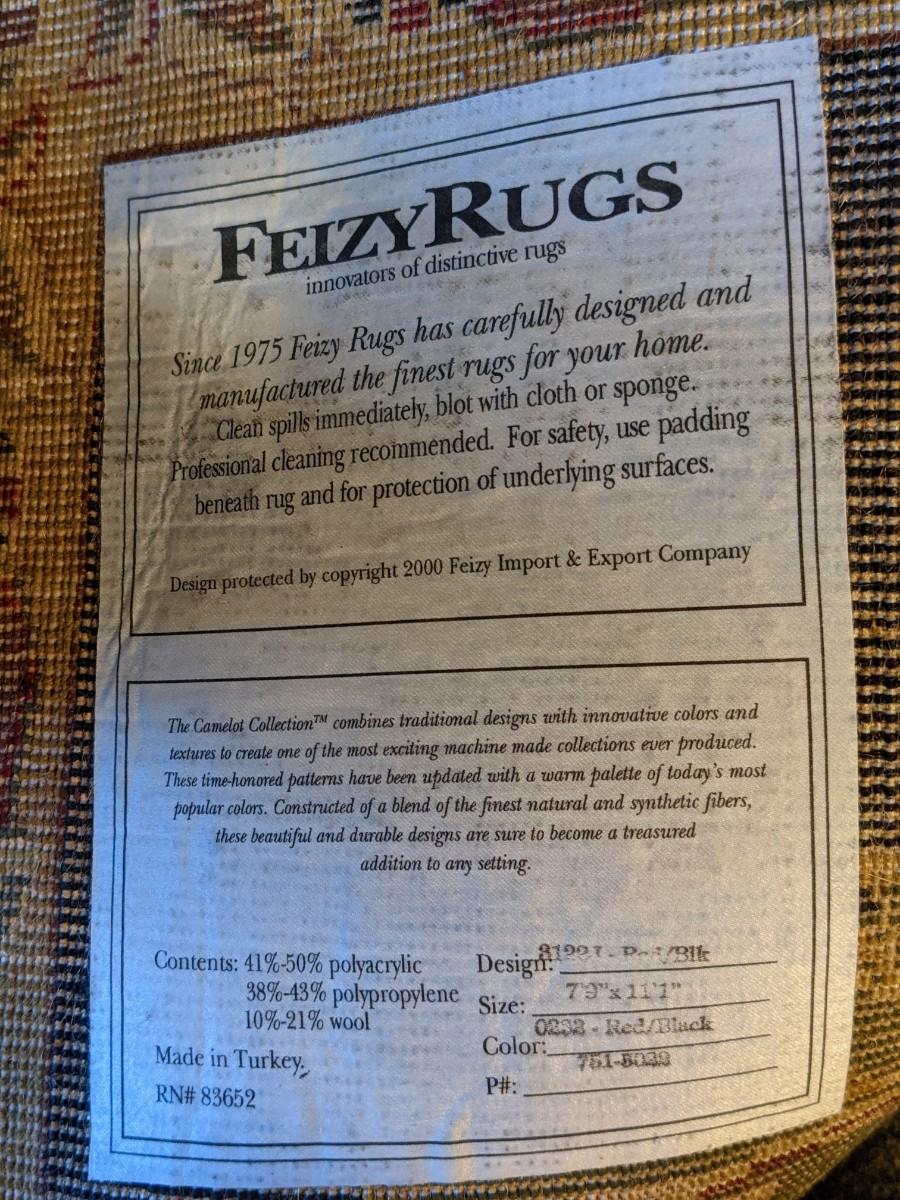 FEIZYRUGS
innovators of distinctive rugs
Since 1975 Feizy Rugs has carefully designed and
manufactured the finest rugs for your home.
Clean spills immediately, blot with cloth or sponge.
Professional cleaning recommended. For safety, use padding
beneath rug and for protection of underlying surfaces.
Design protected by copyright 2000 Feizy Import & Export Company
The Camelot Collection™ combines traditional designs with innovative colors and
textures to create one of the most exciting machine made collections ever produced.
These time-honored patterns have been updated with a warm palette of today's most
popular colors. Constructed of a blend of the finest natural and synthetic fibers,
these beautiful and durable designs are sure to become a treasured
addition to any setting.
Contents: 41%-50% polyacrylic
38%-43% polypropylene
10%-21% wool
Made in Turkey.
RN# 83652
Design: Red/Blk
Size: 7'9"x 11'1"
Color: Red/Black
P#: